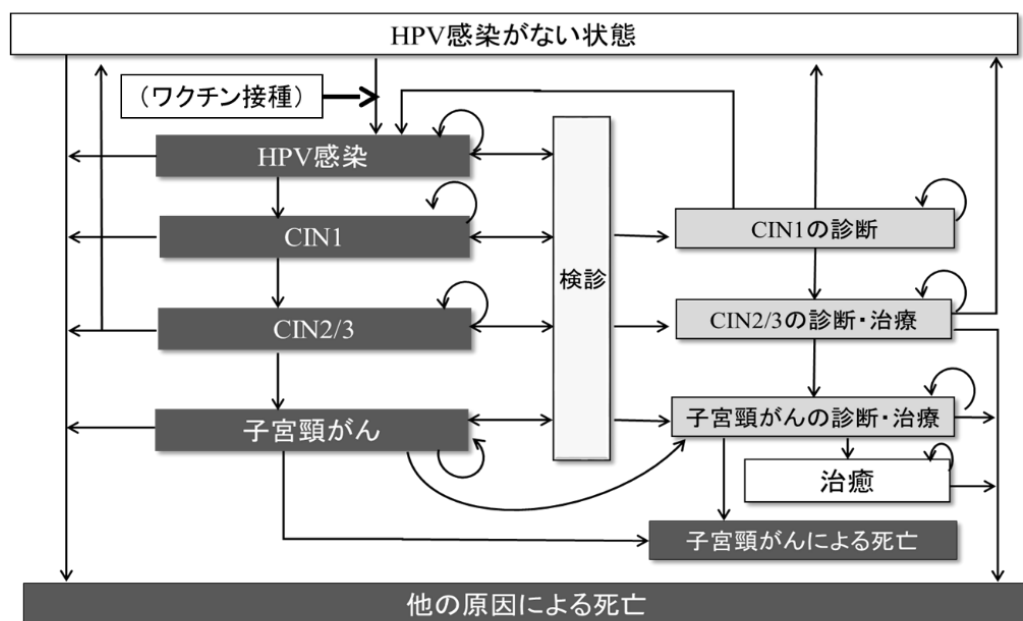 HPV感染がない状態
（ワクチン接種）
HPV感染
CIN1
CIN2/3
子宮頸がん
検診
CIN1の診断
CIN2/3の診断・治療
子宮頸がんの診断・治療
治癒
子宮頸がんによる死亡
他の原因による死亡